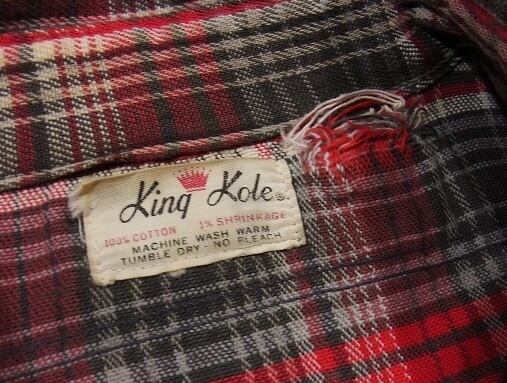 King Kole®
100% COTTON 1% SHRINKAGE
MACHINE WASH WARM
TUMBLE DRY - NO BLEACH